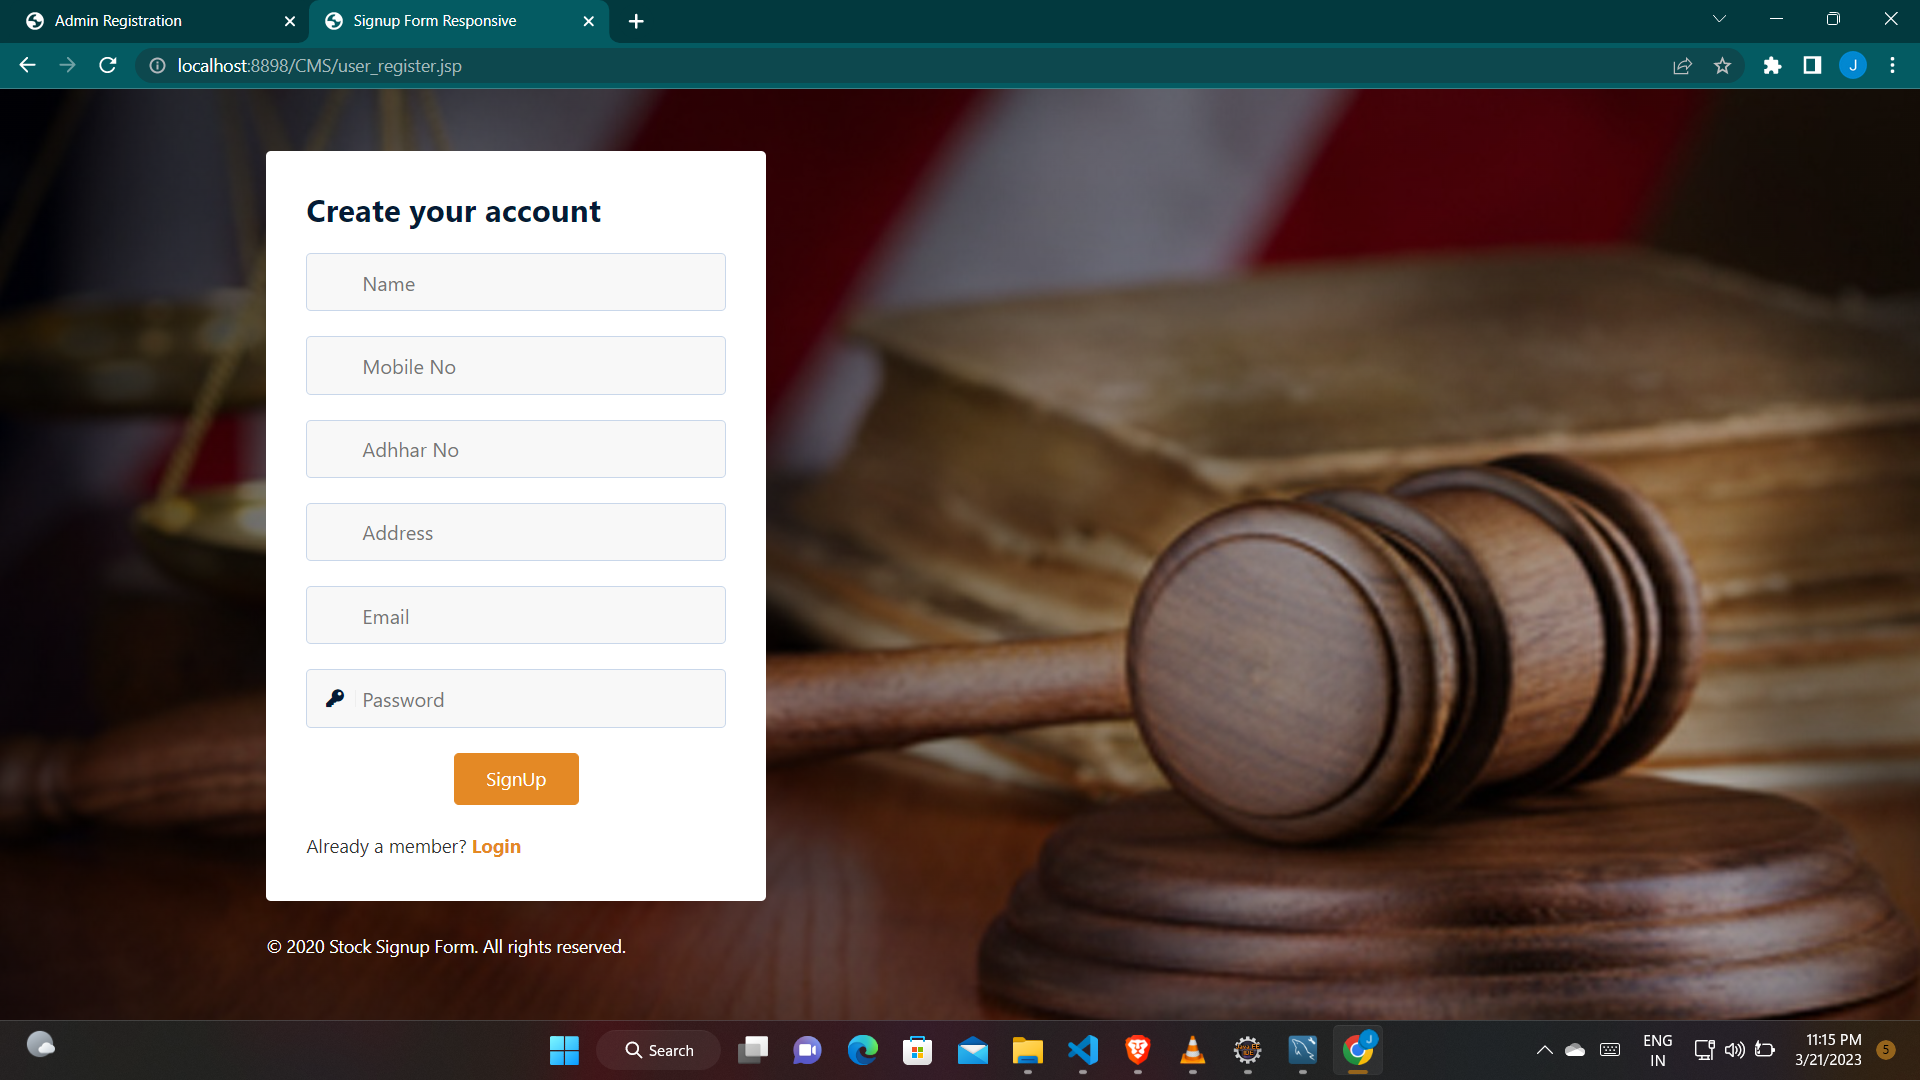 Admin Registration
Signup Form Responsive
localhost:8898/CMS/user_register.jsp
J
Create your account
Name
Mobile No
Adhhar No
Address
Email
Password
SignUp
Already a member? Login
© 2020 Stock Signup Form. All rights reserved.
Search
J
ENG
IN
11:15 PM
3/21/2023
5